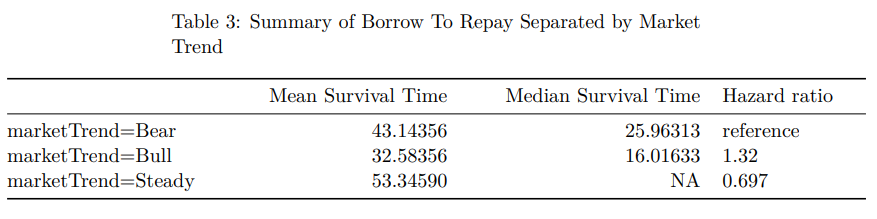 Table 3: Summary of Borrow To Repay Separated by Market
Trend
Mean Survival Time Median Survival Time Hazard ratio
marketTrend=Bear 43.14356 25.96313 reference
marketTrend=Bull 32.58356 16.01633 1.32
marketTrend=Steady 53.34590 NA 0.697